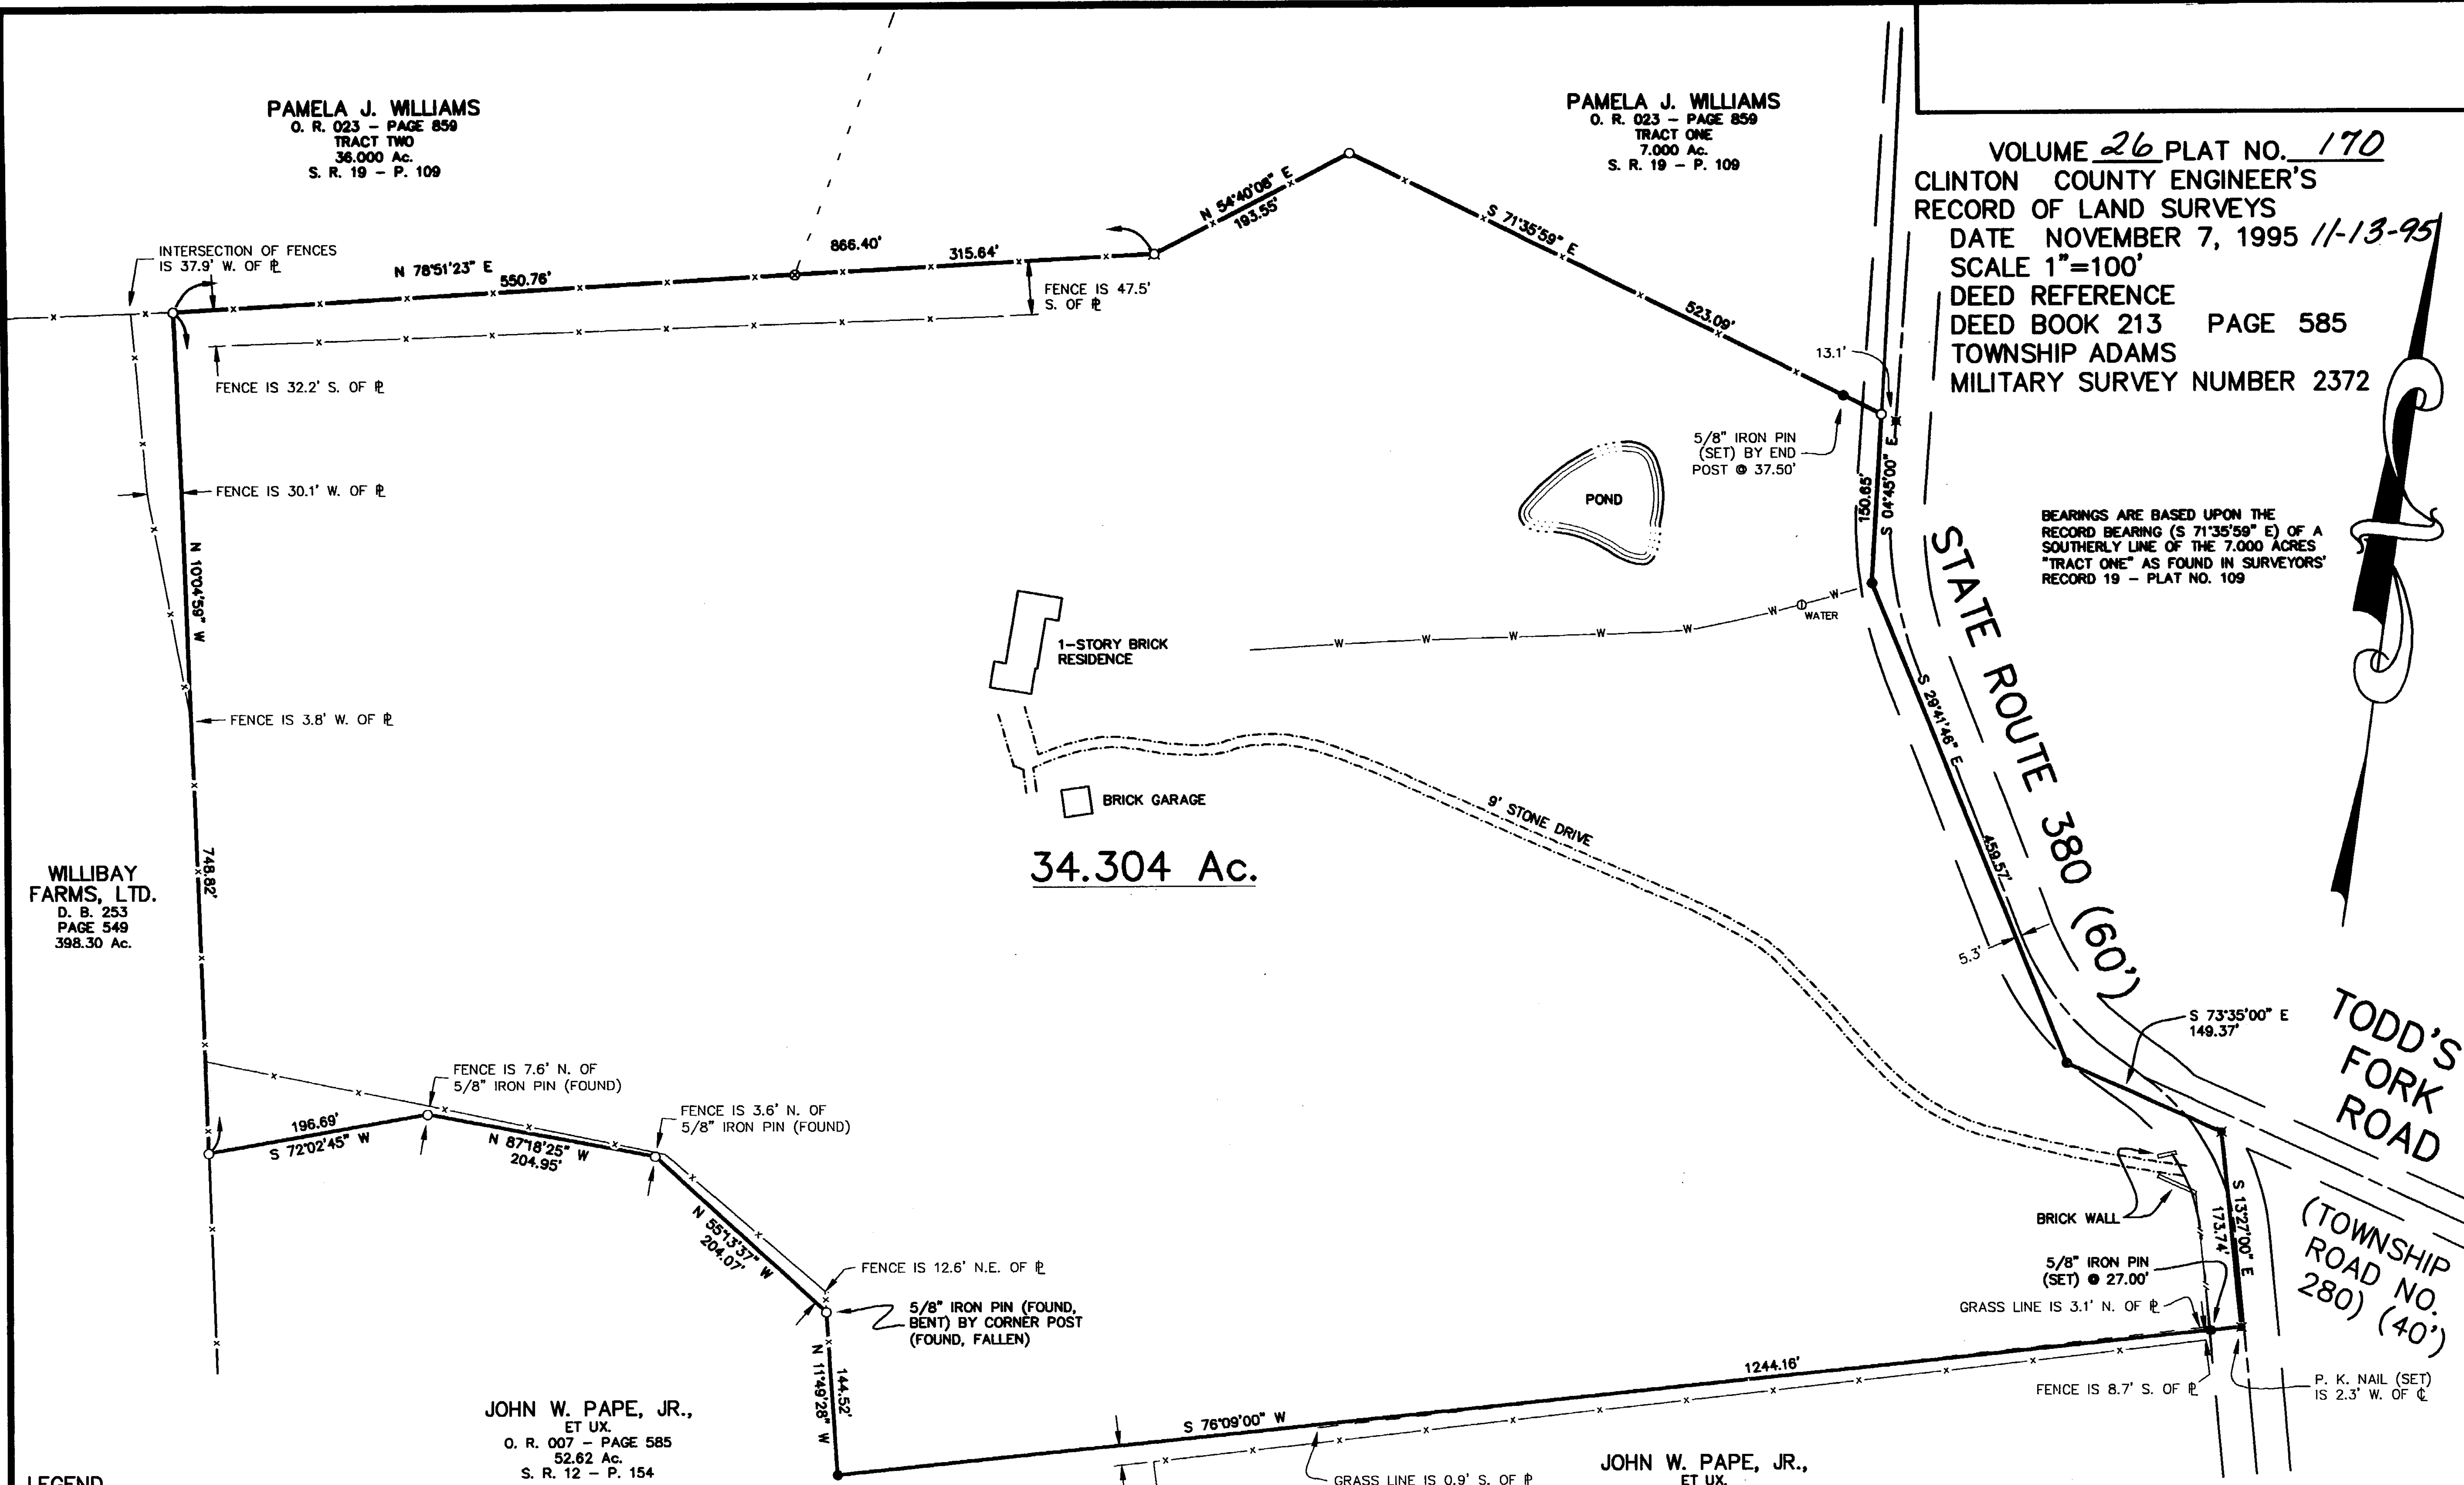 PAMELA J. WILLIAMS
O. R. 023 – PAGE 859
TRACT TWO
36.000 Ac.
S. R. 19 – P. 109
PAMELA J. WILLIAMS
O. R. 023 – PAGE 859
TRACT ONE
7.000 Ac.
S. R. 19 – P. 109
VOLUME 26 PLAT NO. 170
CLINTON COUNTY ENGINEER'S
RECORD OF LAND SURVEYS
DATE NOVEMBER 7, 1995 11-13-95
SCALE 1"=100'
DEED REFERENCE
DEED BOOK 213 PAGE 585
TOWNSHIP ADAMS
MILITARY SURVEY NUMBER 2372
INTERSECTION OF FENCES
IS 37.9' W. OF ℙL
N 78°51'23" E
550.76'
866.40'
315.64'
N 54°40'08" E
193.55'
S 71°35'59" E
523.09'
FENCE IS 47.5'
S. OF ℙL
FENCE IS 32.2' S. OF ℙL
13.1'
5/8" IRON PIN
(SET) BY END
POST @ 37.50'
150.65'
S 04°45'00" E
FENCE IS 30.1' W. OF ℙL
POND
BEARINGS ARE BASED UPON THE
RECORD BEARING (S 71°35'59" E) OF A
SOUTHERLY LINE OF THE 7.000 ACRES
"TRACT ONE" AS FOUND IN SURVEYORS'
RECORD 19 – PLAT NO. 109
N 10°04'59" W
748.82'
W W W W W W W
WATER
1–STORY BRICK
RESIDENCE
FENCE IS 3.8' W. OF ℙL
STATE ROUTE 380 (60')
S 29°41'46" E
459.57'
5.3'
BRICK GARAGE
9' STONE DRIVE
34.304 Ac.
WILLIBAY
FARMS, LTD.
D. B. 253
PAGE 549
398.30 Ac.
S 73°35'00" E
149.37'
TODD'S
FORK
ROAD
(TOWNSHIP
ROAD NO.
280) (40')
FENCE IS 7.6' N. OF
5/8" IRON PIN (FOUND)
FENCE IS 3.6' N. OF
5/8" IRON PIN (FOUND)
196.69'
S 72°02'45" W
N 87°18'25" W
204.95'
N 55°13'37" W
204.07'
BRICK WALL
S 13°27'00" E
173.74'
FENCE IS 12.6' N.E. OF ℙL
5/8" IRON PIN (FOUND,
BENT) BY CORNER POST
(FOUND, FALLEN)
5/8" IRON PIN
(SET) @ 27.00'
GRASS LINE IS 3.1' N. OF ℙL
N 11°49'28" W
144.52'
1244.16'
S 76°09'00" W
FENCE IS 8.7' S. OF ℙL
P. K. NAIL (SET)
IS 2.3' W. OF ℄
JOHN W. PAPE, JR.,
ET UX.
O. R. 007 – PAGE 585
52.62 Ac.
S. R. 12 – P. 154
GRASS LINE IS 0.9' S. OF ℙL
JOHN W. PAPE, JR.,
ET UX.
LEGEND